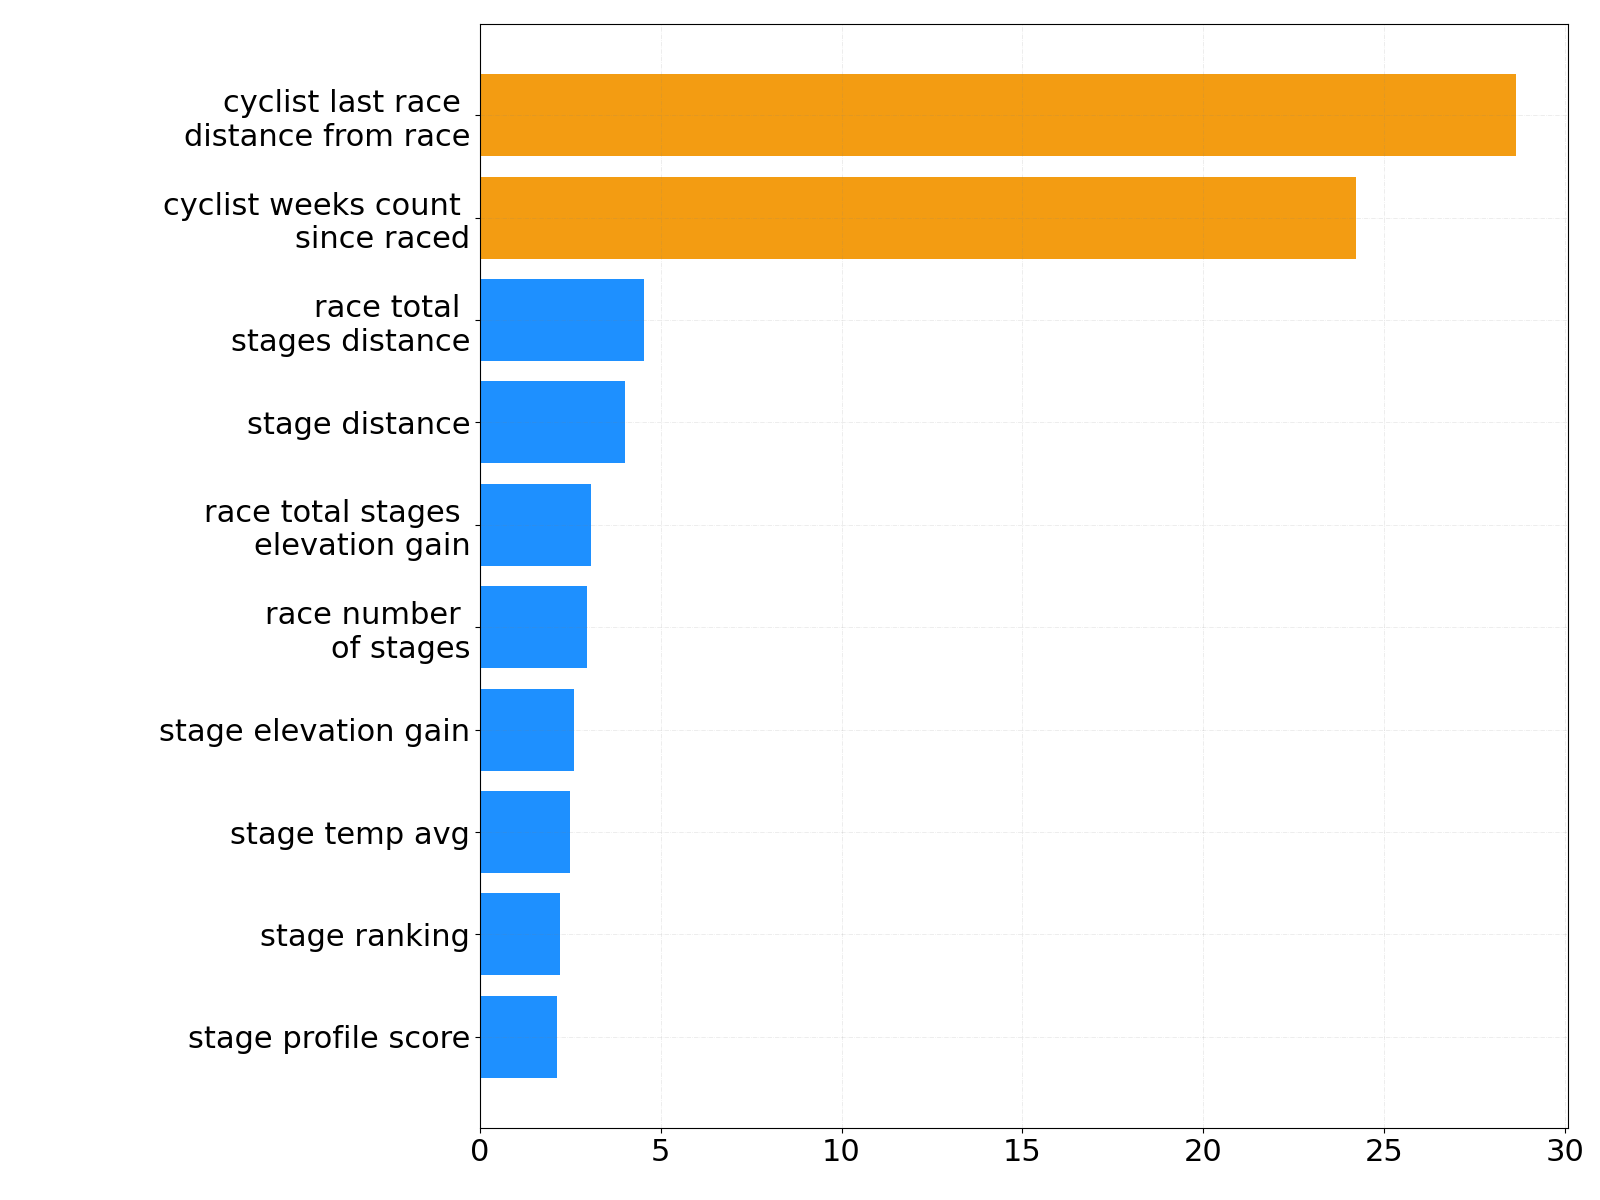 cyclist last race
distance from race
cyclist weeks count
since raced
race total
stages distance
stage distance
race total stages
elevation gain
race number
of stages
stage elevation gain
stage temp avg
stage ranking
stage profile score
0 5 10 15 20 25 30